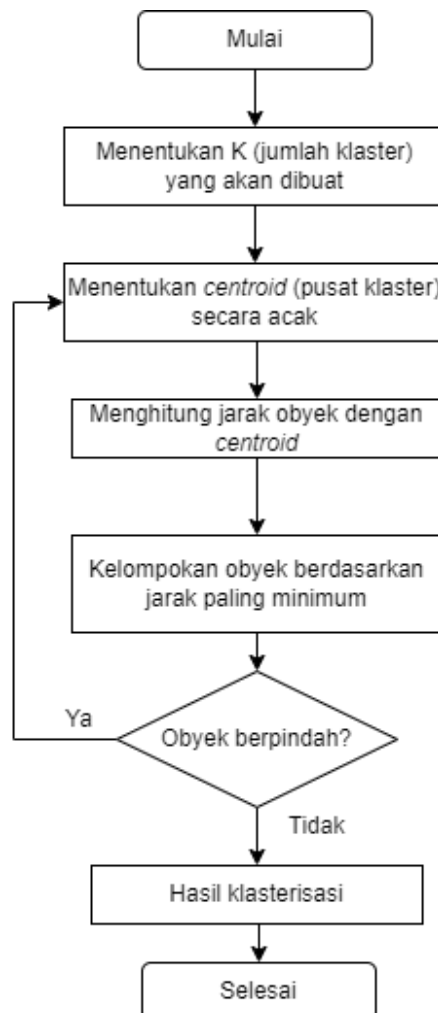 Mulai
Menentukan K (jumlah klaster)
yang akan dibuat
Menentukan centroid (pusat klaster)
secara acak
Menghitung jarak obyek dengan
centroid
Kelompokan obyek berdasarkan
jarak paling minimum
Ya
Obyek berpindah?
Tidak
Hasil klasterisasi
Selesai